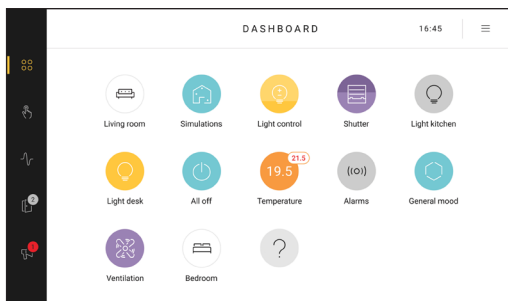 DASHBOARD
16:45
Living room
Simulations
Light control
Shutter
Light kitchen
21.5
19.5°
((o))
Light desk
All off
Temperature
Alarms
General mood
?
Ventilation
Bedroom
2
1